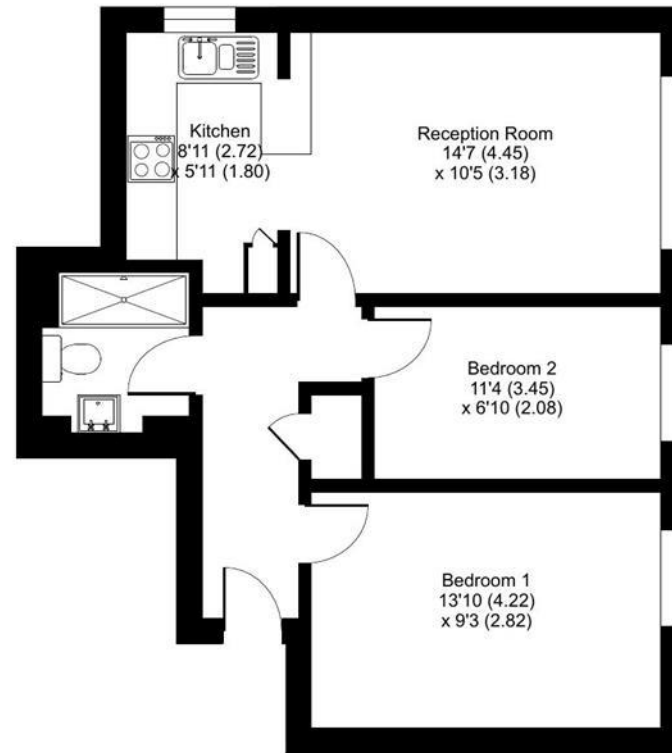 Kitchen
8'11 (2.72)
x 5'11 (1.80)
Reception Room
14'7 (4.45)
x 10'5 (3.18)
Bedroom 2
11'4 (3.45)
x 6'10 (2.08)
Bedroom 1
13'10 (4.22)
x 9'3 (2.82)